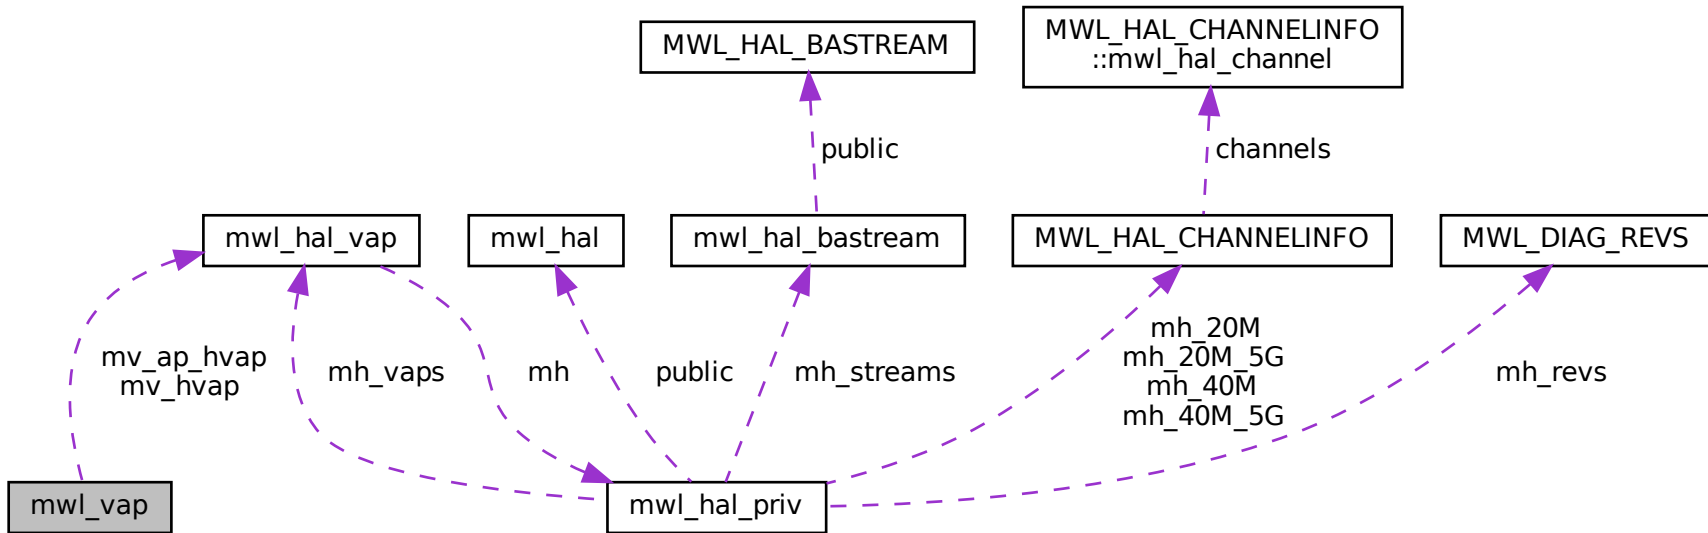 MWL_HAL_BASTREAM
MWL_HAL_CHANNELINFO
::mwl_hal_channel
public
channels
mwl_hal_vap
mwl_hal
mwl_hal_bastream
MWL_HAL_CHANNELINFO
MWL_DIAG_REVS
mv_ap_hvap
mv_hvap
mh_vaps
mh
public
mh_streams
mh_20M
mh_20M_5G
mh_40M
mh_40M_5G
mh_revs
mwl_vap
mwl_hal_priv